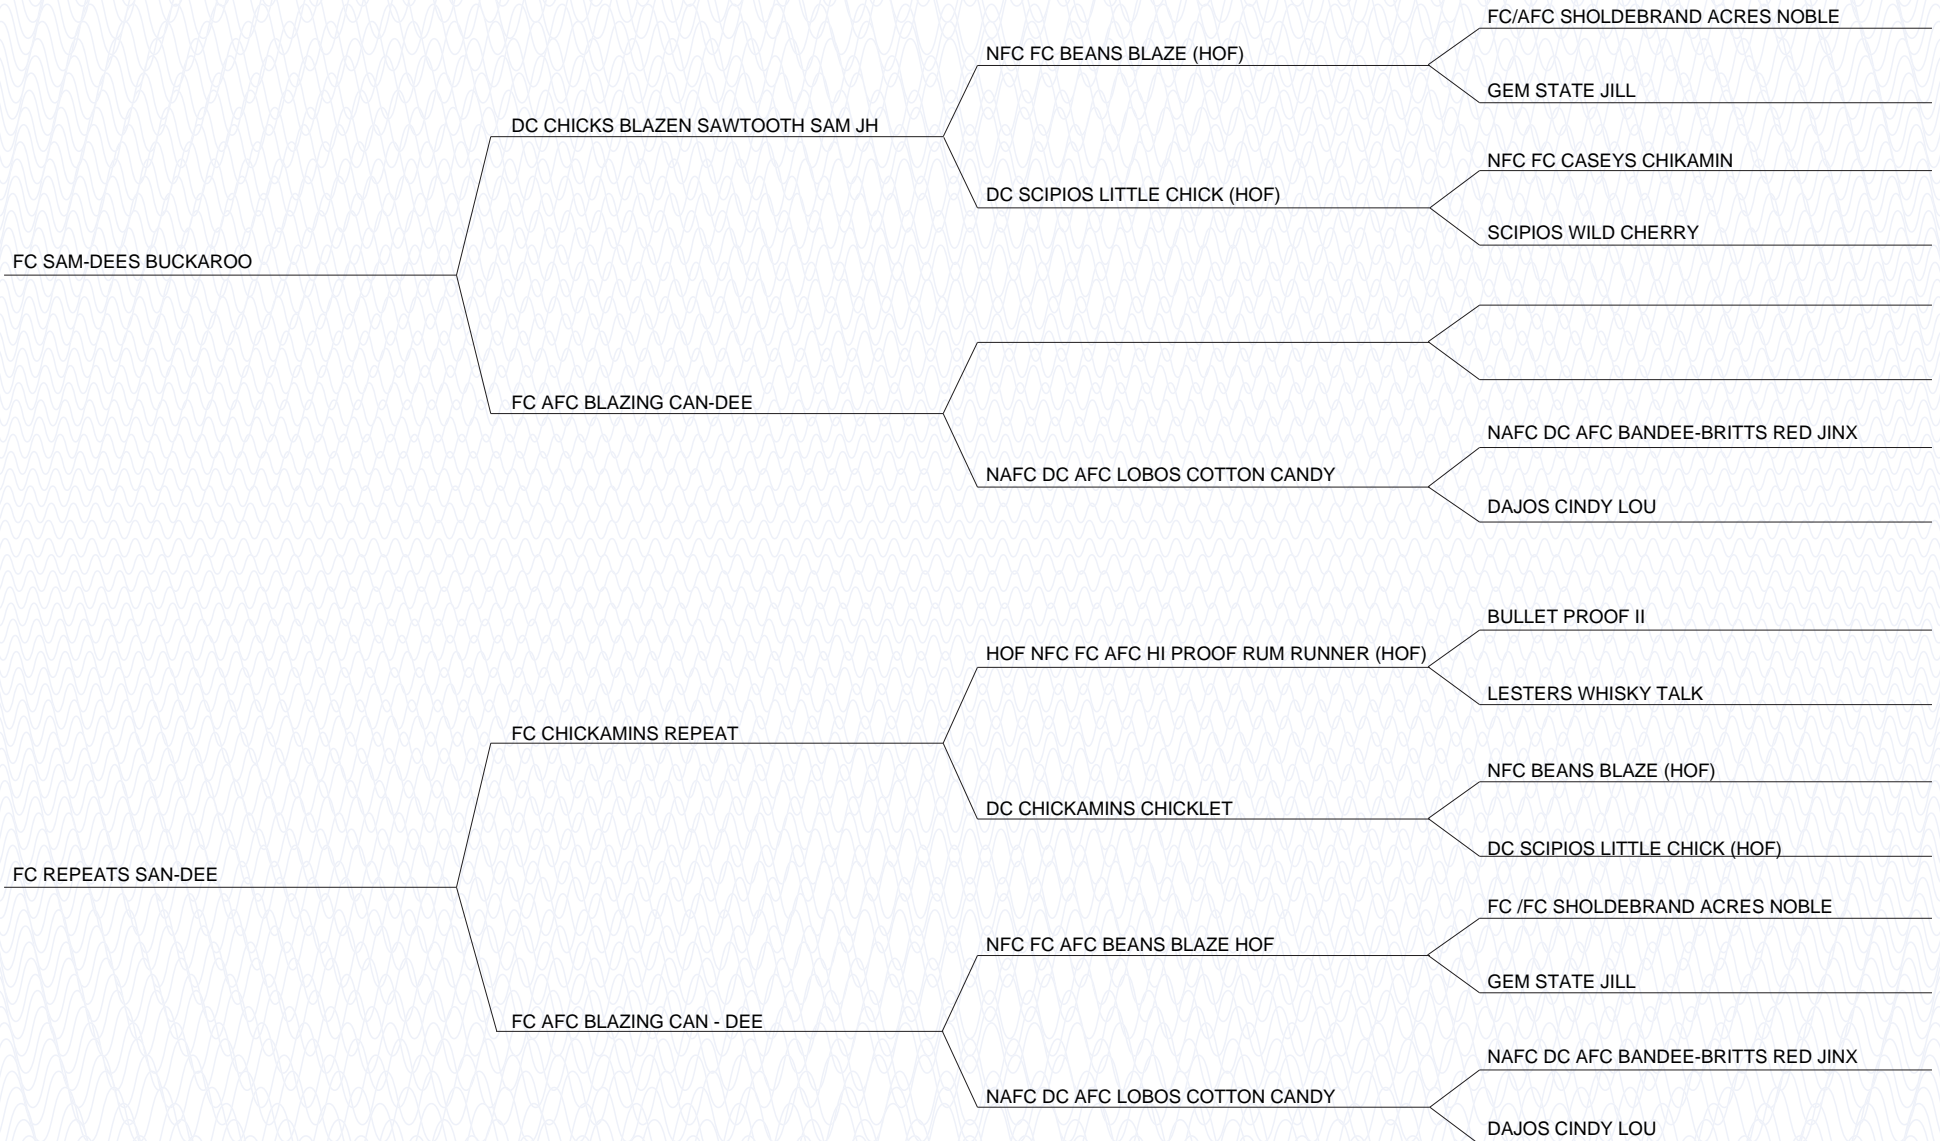 FC/AFC SHOLDEBRAND ACRES NOBLE
NFC FC BEANS BLAZE (HOF)
GEM STATE JILL
DC CHICKS BLAZEN SAWTOOTH SAM JH
NFC FC CASEYS CHIKAMIN
DC SCIPIOS LITTLE CHICK (HOF)
SCIPIOS WILD CHERRY
FC SAM-DEES BUCKAROO
FC AFC BLAZING CAN-DEE
NAFC DC AFC BANDEE-BRITTS RED JINX
NAFC DC AFC LOBOS COTTON CANDY
DAJOS CINDY LOU
BULLET PROOF II
HOF NFC FC AFC HI PROOF RUM RUNNER (HOF)
LESTERS WHISKY TALK
FC CHICKAMINS REPEAT
NFC BEANS BLAZE (HOF)
DC CHICKAMINS CHICKLET
DC SCIPIOS LITTLE CHICK (HOF)
FC REPEATS SAN-DEE
FC /FC SHOLDEBRAND ACRES NOBLE
NFC FC AFC BEANS BLAZE HOF
GEM STATE JILL
FC AFC BLAZING CAN - DEE
NAFC DC AFC BANDEE-BRITTS RED JINX
NAFC DC AFC LOBOS COTTON CANDY
DAJOS CINDY LOU